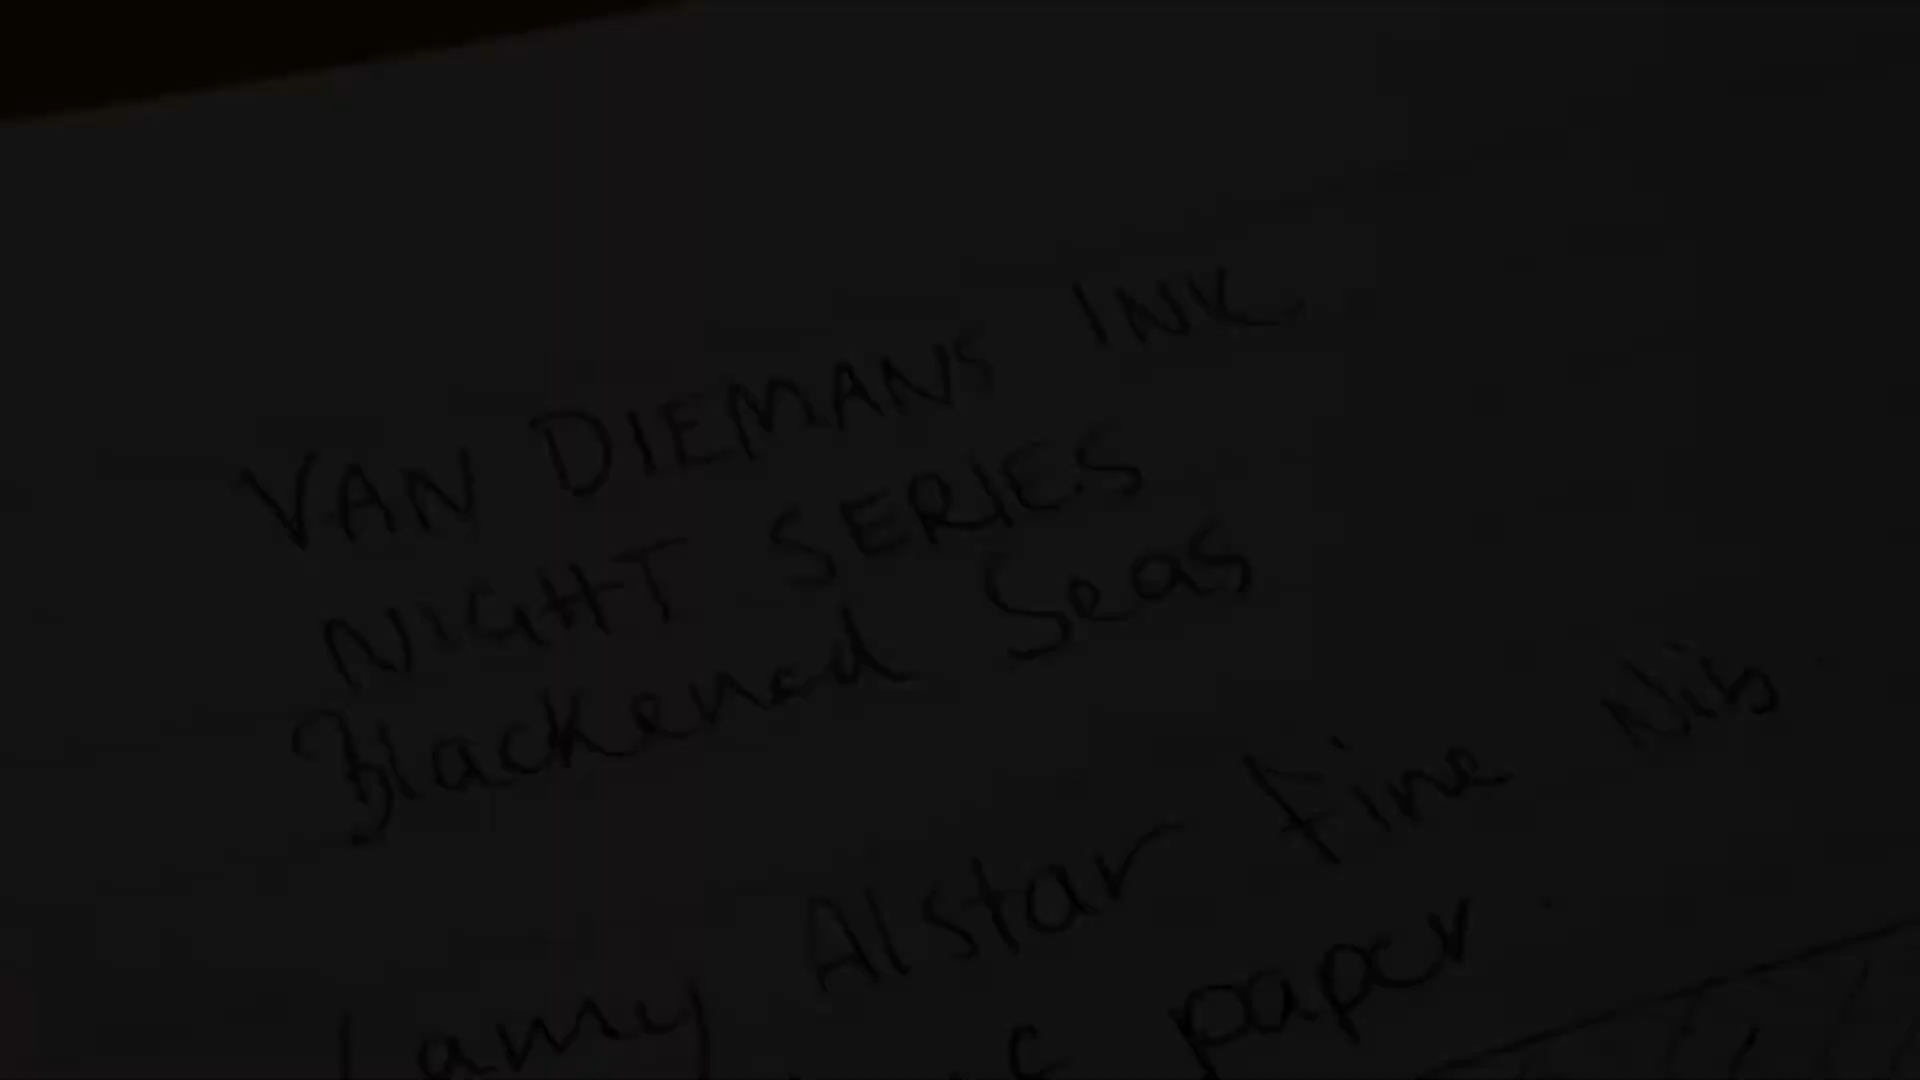 VAN DIEMANS INK
NIGHT SERIES
Blackened Seas
Lamy Alstar Fine Nib
paper